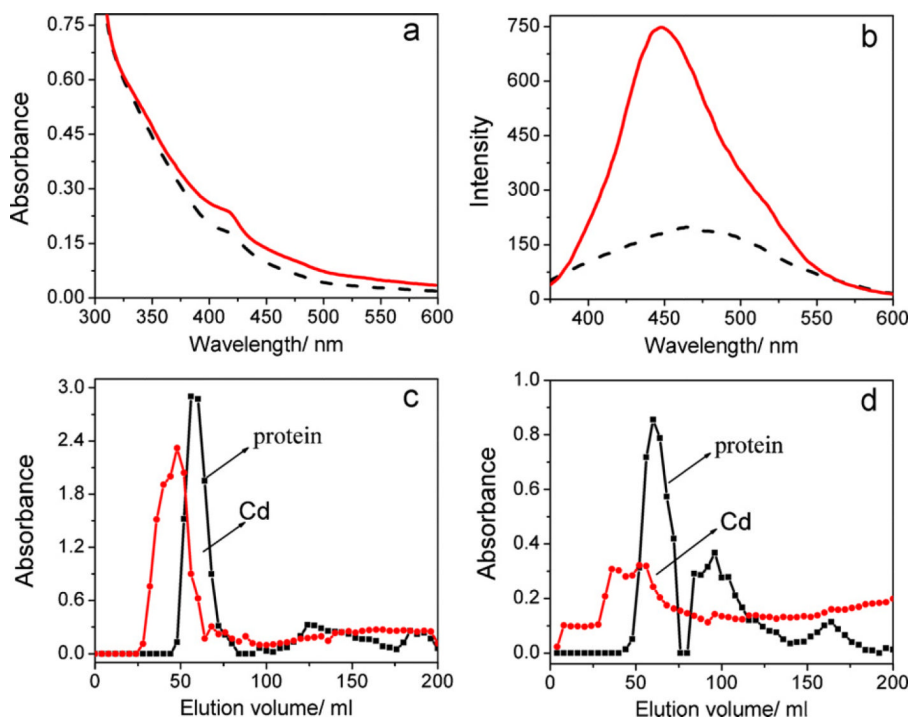 a
0.75
0.60
0.45
0.30
0.15
0.00
Absorbance
300 350 400 450 500 550 600
Wavelength/ nm
b
750
600
450
300
150
0
Intensity
400 450 500 550 600
Wavelength/ nm
c
3.0
2.4
1.8
1.2
0.6
0.0
Absorbance
protein
Cd
0 50 100 150 200
Elution volume/ ml
d
1.0
0.8
0.6
0.4
0.2
0.0
Absorbance
protein
Cd
0 50 100 150 200
Elution volume/ ml